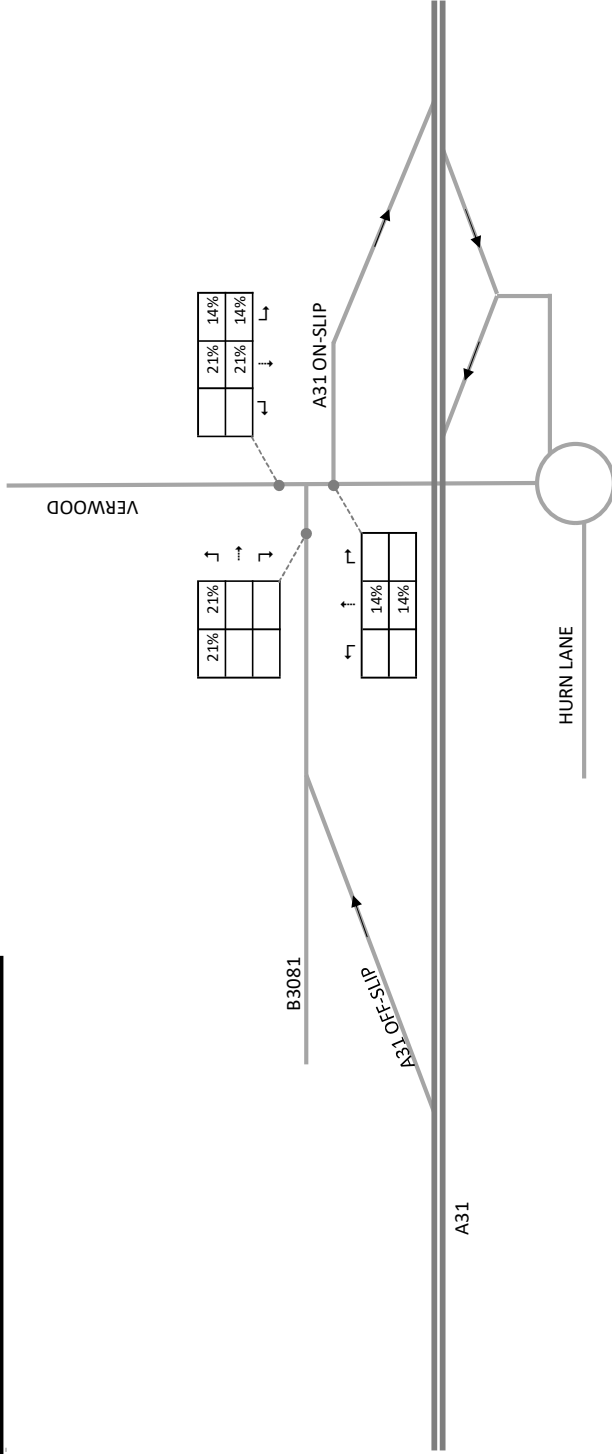 VERWOOD
21% 14%
21% 14%
21% 21%
A31 ON-SLIP
14%
14%
B3081
A31 OFF-SLIP
A31
HURN LANE